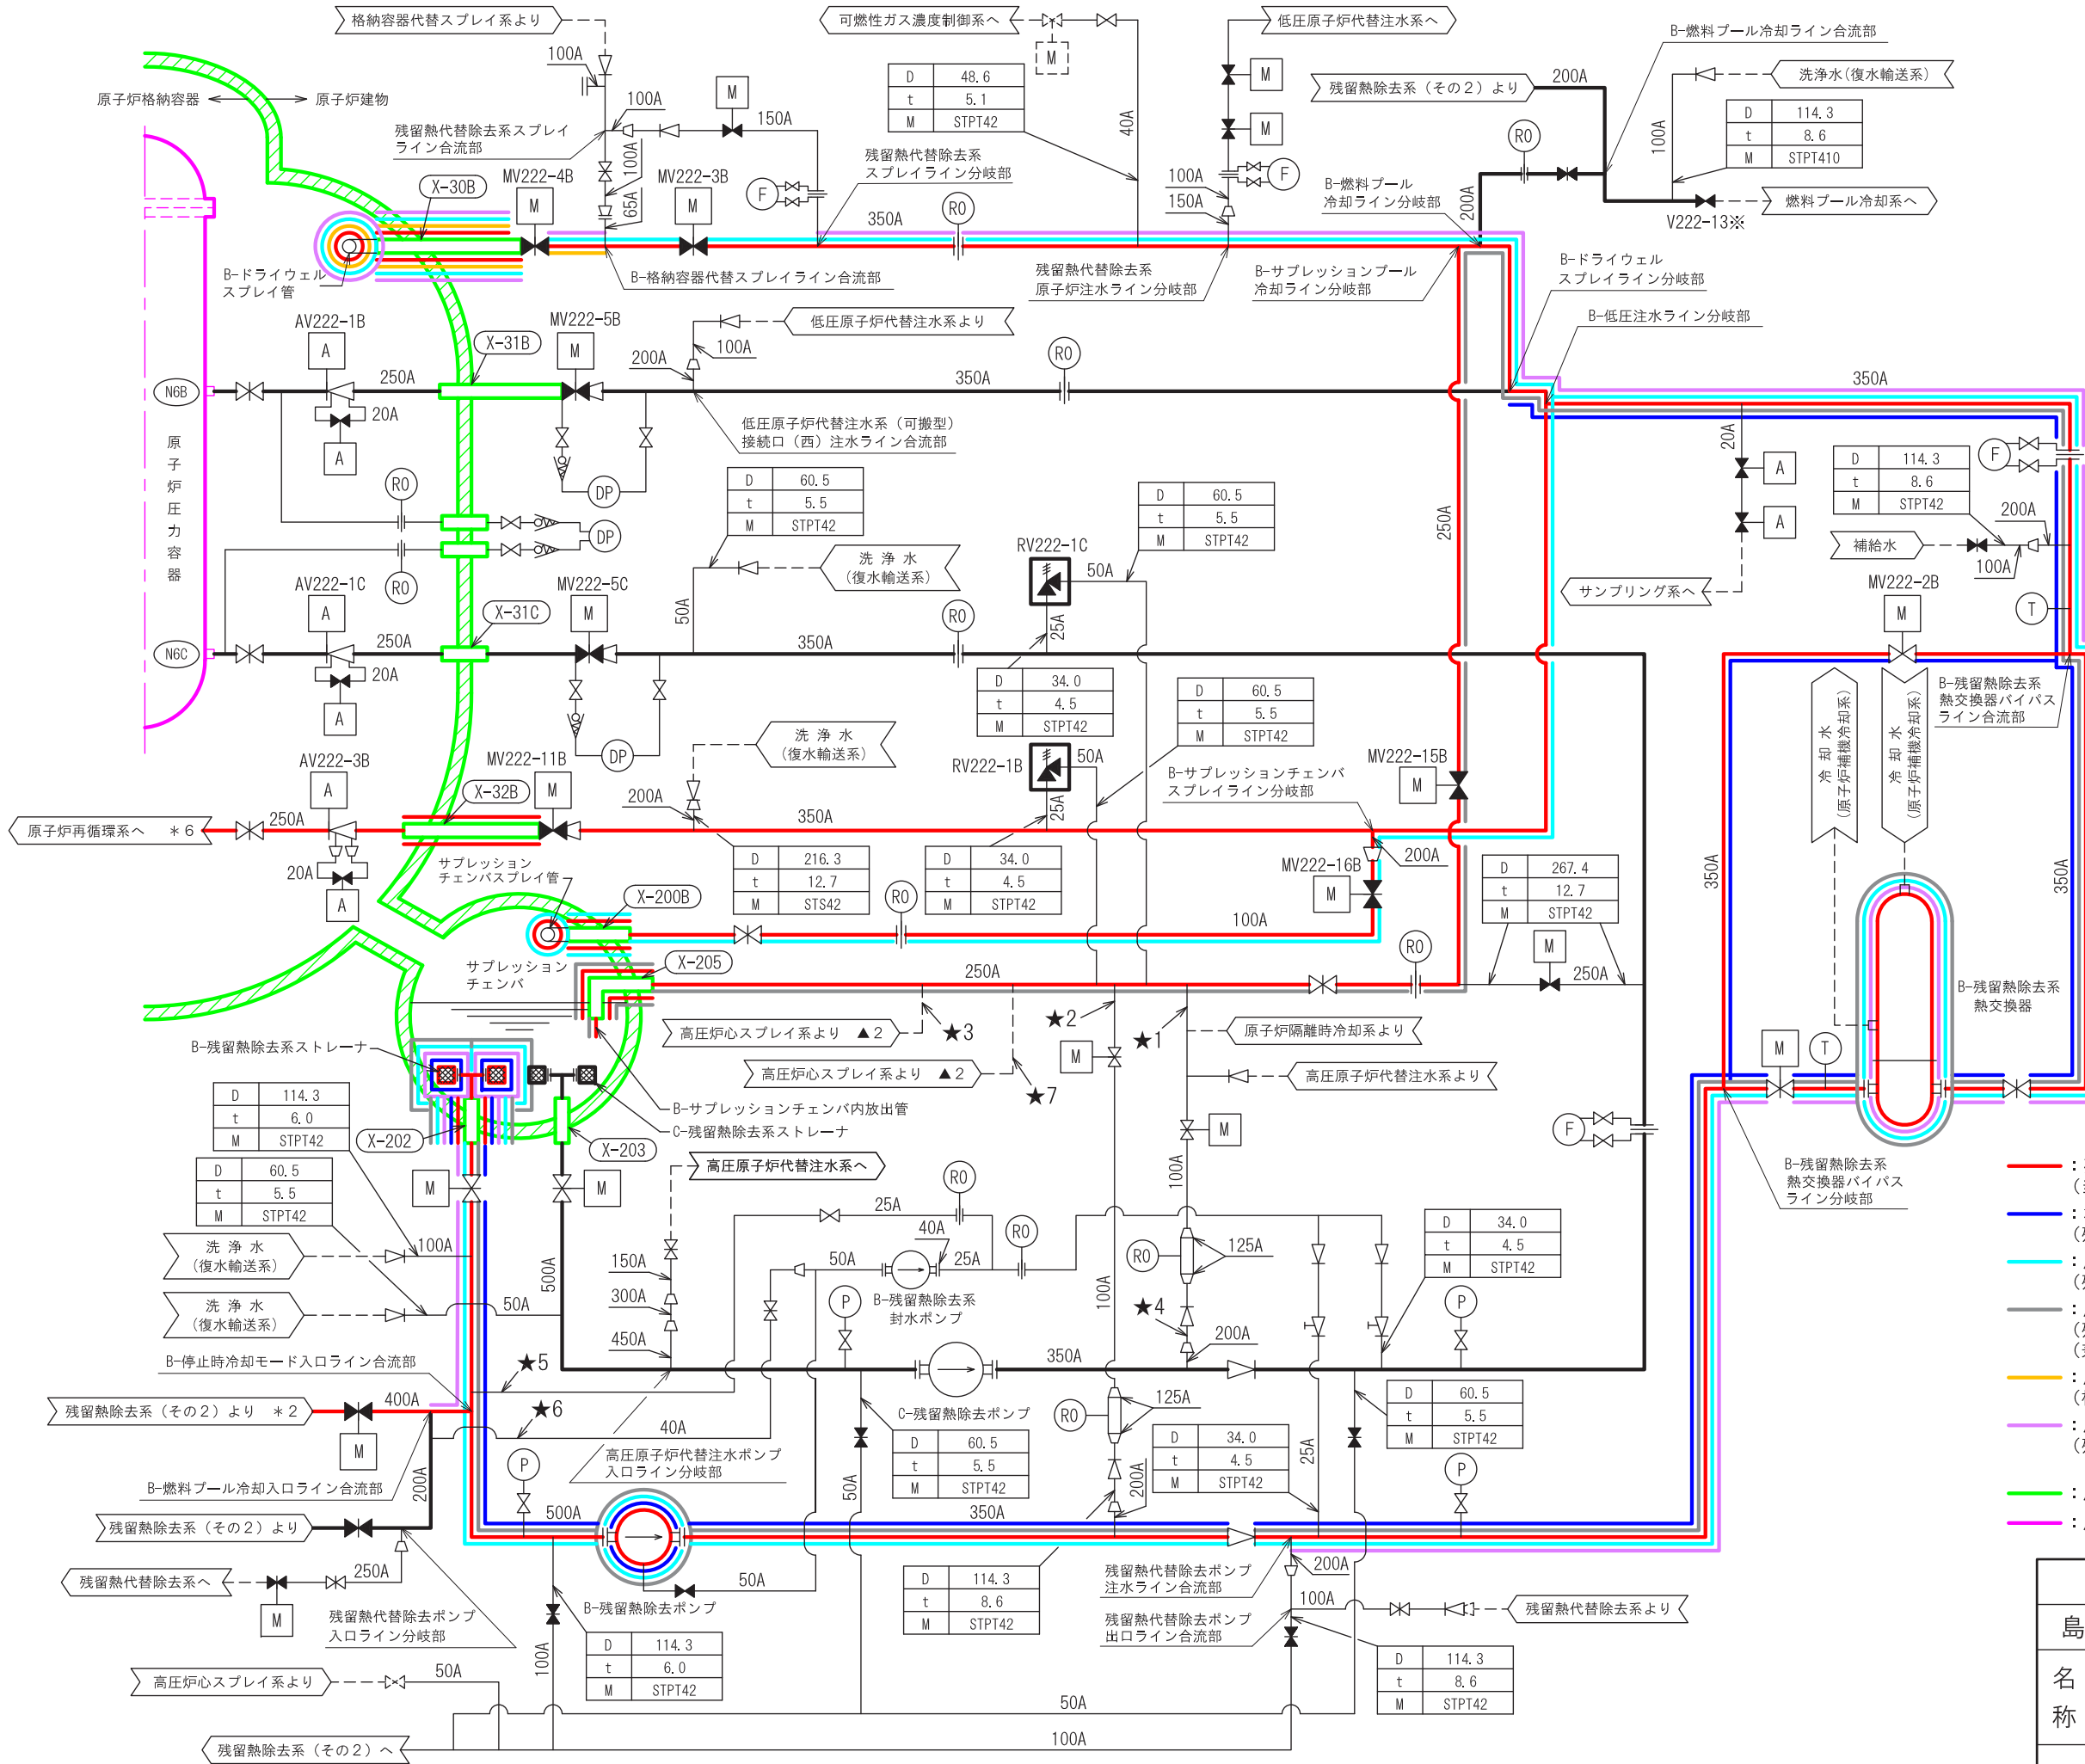 格納容器代替スプレイ系より
可燃性ガス濃度制御系へ
低圧原子炉代替注水系へ
B-燃料プール冷却ライン合流部
100A
M
D 48.6
t 5.1
M STPT42
M
残留熱除去系(その2)より
200A
洗浄水(復水輸送系)
原子炉格納容器
原子炉建物
100A
M
150A
40A
M
RO
100A
D 114.3
t 8.6
M STPT410
残留熱代替除去系スプレイ
ライン合流部
100A
残留熱代替除去系
スプレイライン分岐部
X-30B
MV222-4B
M
65A
MV222-3B
M
F
RO
350A
100A
150A
F
B-燃料プール
冷却ライン分岐部
200A
燃料プール冷却系へ
V222-13※
B-ドライウェル
スプレイ管
B-格納容器代替スプレイライン合流部
残留熱代替除去系
原子炉注水ライン分岐部
B-サプレッションプール
冷却ライン分岐部
B-ドライウェル
スプレイライン分岐部
B-低圧注水ライン分岐部
低圧原子炉代替注水系より
AV222-1B
A
X-31B
MV222-5B
M
200A
100A
RO
N6B
250A
350A
350A
20A
A
低圧原子炉代替注水系(可搬型)
接続口(西)注水ライン合流部
20A
A
A
F
D 114.3
t 8.6
M STPT42
200A
原子炉圧力容器
RO
DP
DP
RO
D 60.5
t 5.5
M STPT42
D 60.5
t 5.5
M STPT42
250A
補給水
100A
サンプリング系へ
MV222-2B
M
T
AV222-1C
A
X-31C
MV222-5C
M
50A
洗浄水
(復水輸送系)
RV222-1C
50A
25A
RO
N6C
250A
350A
20A
A
DP
D 34.0
t 4.5
M STPT42
D 60.5
t 5.5
M STPT42
冷却水
(原子炉補機冷却系)
冷却水
(原子炉補機冷却系)
B-残留熱除去系
熱交換器バイパス
ライン合流部
洗浄水
(復水輸送系)
AV222-3B
A
X-32B
MV222-11B
M
200A
RV222-1B
50A
25A
B-サプレッションチェンバ
スプレイライン分岐部
MV222-15B
M
原子炉再循環系へ *6
250A
350A
20A
A
サプレッション
チェンバスプレイ管
D 216.3
t 12.7
M STS42
D 34.0
t 4.5
M STPT42
MV222-16B
M
200A
D 267.4
t 12.7
M STPT42
350A
350A
X-200B
RO
100A
サプレッション
チェンバ
X-205
250A
RO
M
250A
B-残留熱除去系
熱交換器
高圧炉心スプレイ系より ▲2
★3
★2
★1
原子炉隔離時冷却系より
B-残留熱除去系ストレーナ
高圧炉心スプレイ系より ▲2
★7
M
高圧原子炉代替注水系より
M
T
D 114.3
t 6.0
M STPT42
B-サプレッションチェンバ内放出管
C-残留熱除去系ストレーナ
M
F
X-202
X-203
高圧原子炉代替注水系へ
D 60.5
t 5.5
M STPT42
M
M
RO
25A
40A
RO
100A
B-残留熱除去系
熱交換器バイパス
ライン分岐部
D 34.0
t 4.5
M STPT42
洗浄水
(復水輸送系)
100A
500A
150A
50A
25A
RO
125A
洗浄水
(復水輸送系)
50A
300A
P
B-残留熱除去系
封水ポンプ
100A
★4
P
B-停止時冷却モード入口ライン合流部
★5
450A
350A
200A
残留熱除去系(その2)より *2
400A
M
★6
40A
C-残留熱除去ポンプ
RO
125A
D 60.5
t 5.5
M STPT42
高圧原子炉代替注水ポンプ
入口ライン分岐部
D 60.5
t 5.5
M STPT42
D 34.0
t 4.5
M STPT42
25A
P
P
B-燃料プール冷却入口ライン合流部
200A
50A
200A
残留熱除去系(その2)より
500A
350A
残留熱代替除去系へ
250A
M
50A
B-残留熱除去ポンプ
D 114.3
t 8.6
M STPT42
残留熱代替除去ポンプ
注水ライン合流部
200A
残留熱代替除去ポンプ
入口ライン分岐部
100A
D 114.3
t 6.0
M STPT42
残留熱代替除去ポンプ
出口ライン合流部
100A
残留熱代替除去系より
D 114.3
t 8.6
M STPT42
高圧炉心スプレイ系より
50A
50A
残留熱除去系(その2)へ
100A
島
名
称